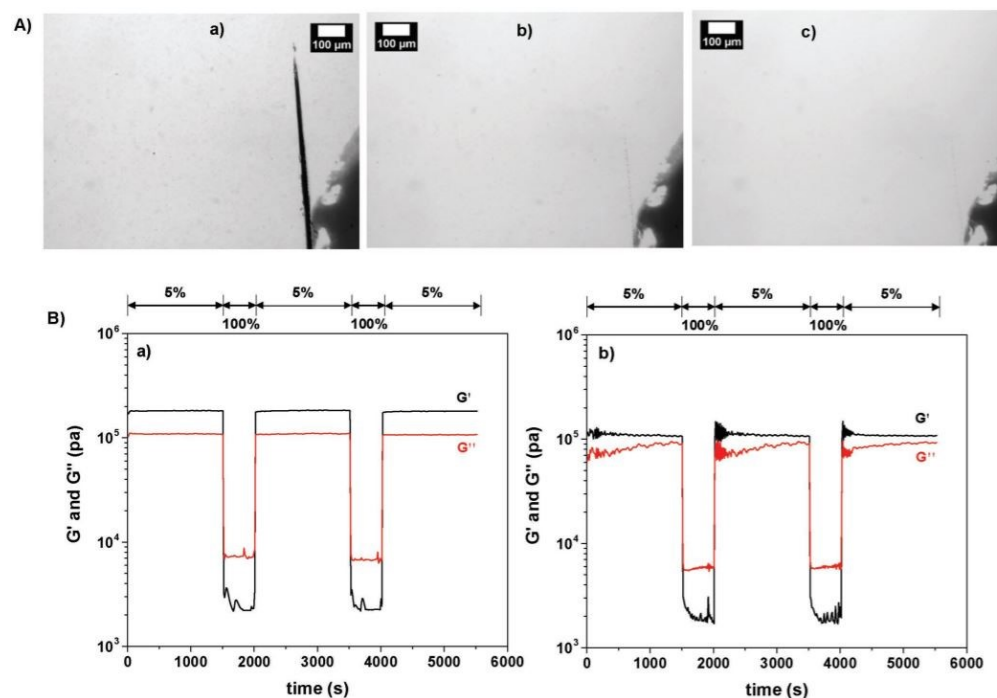 A)
a)
100 µm
b)
100 µm
c)
100 µm
B)
5% 5% 5%
100% 100%
a)
G'
G''
G' and G'' (pa)
10⁶
10⁵
10⁴
10³
0 1000 2000 3000 4000 5000 6000
time (s)
5% 5% 5%
100% 100%
b)
G'
G''
G' and G'' (pa)
10⁶
10⁵
10⁴
10³
0 1000 2000 3000 4000 5000 6000
time (s)